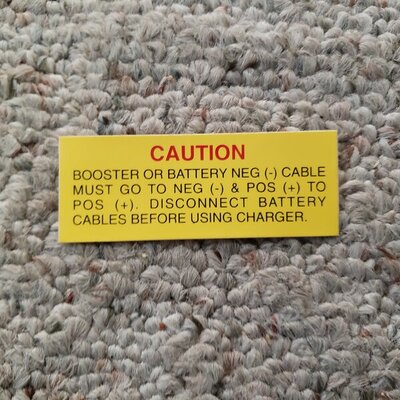 CAUTION
BOOSTER OR BATTERY NEG (-) CABLE
MUST GO TO NEG (-) & POS (+) TO
POS (+). DISCONNECT BATTERY
CABLES BEFORE USING CHARGER.